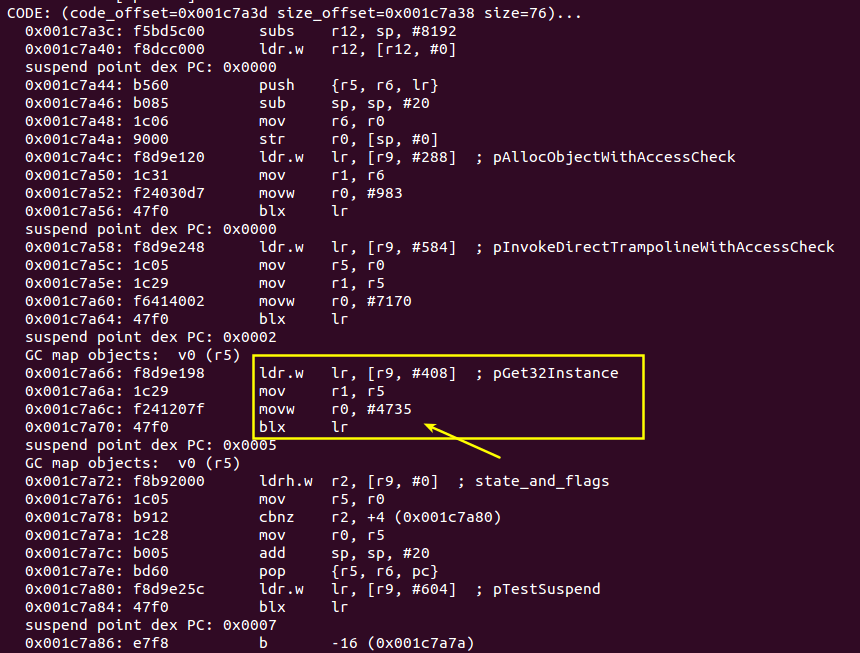 CODE: (code_offset=0x001c7a3d size_offset=0x001c7a38 size=76)...
0x001c7a3c: f5bd5c00 subs r12, sp, #8192
0x001c7a40: f8dcc000 ldr.w r12, [r12, #0]
suspend point dex PC: 0x0000
0x001c7a44: b560 push {r5, r6, lr}
0x001c7a46: b085 sub sp, sp, #20
0x001c7a48: 1c06 mov r6, r0
0x001c7a4a: 9000 str r0, [sp, #0]
0x001c7a4c: f8d9e120 ldr.w lr, [r9, #288] ; pAllocObjectWithAccessCheck
0x001c7a50: 1c31 mov r1, r6
0x001c7a52: f24030d7 movw r0, #983
0x001c7a56: 47f0 blx lr
suspend point dex PC: 0x0000
0x001c7a58: f8d9e248 ldr.w lr, [r9, #584] ; pInvokeDirectTrampolineWithAccessCheck
0x001c7a5c: 1c05 mov r5, r0
0x001c7a5e: 1c29 mov r1, r5
0x001c7a60: f6414002 movw r0, #7170
0x001c7a64: 47f0 blx lr
suspend point dex PC: 0x0002
GC map objects: v0 (r5)
0x001c7a66: f8d9e198 ldr.w lr, [r9, #408] ; pGet32Instance
0x001c7a6a: 1c29 mov r1, r5
0x001c7a6c: f241207f movw r0, #4735
0x001c7a70: 47f0 blx lr
suspend point dex PC: 0x0005
GC map objects: v0 (r5)
0x001c7a72: f8b92000 ldrh.w r2, [r9, #0] ; state_and_flags
0x001c7a76: 1c05 mov r5, r0
0x001c7a78: b912 cbnz r2, +4 (0x001c7a80)
0x001c7a7a: 1c28 mov r0, r5
0x001c7a7c: b005 add sp, sp, #20
0x001c7a7e: bd60 pop {r5, r6, pc}
0x001c7a80: f8d9e25c ldr.w lr, [r9, #604] ; pTestSuspend
0x001c7a84: 47f0 blx lr
suspend point dex PC: 0x0007
0x001c7a86: e7f8 b -16 (0x001c7a7a)